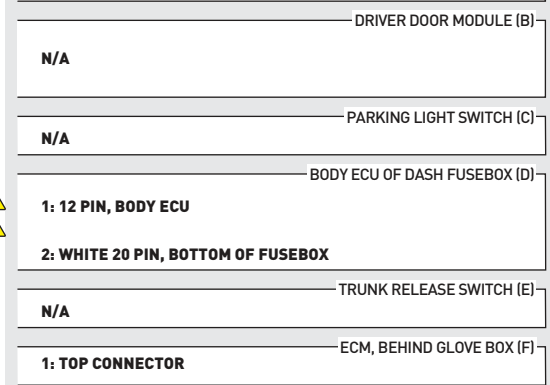 DRIVER DOOR MODULE (B)
N/A
PARKING LIGHT SWITCH (C)
N/A
BODY ECU OF DASH FUSEBOX (D)
1: 12 PIN, BODY ECU
2: WHITE 20 PIN, BOTTOM OF FUSEBOX
TRUNK RELEASE SWITCH (E)
N/A
ECM, BEHIND GLOVE BOX (F)
1: TOP CONNECTOR